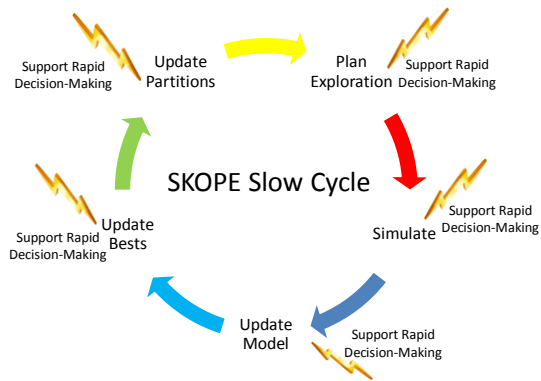 Update
Partitions
Support Rapid
Decision-Making
Plan
Exploration
Support Rapid
Decision-Making
SKOPE Slow Cycle
Simulate
Support Rapid
Decision-Making
Update
Model
Support Rapid
Decision-Making
Update
Bests
Support Rapid
Decision-Making